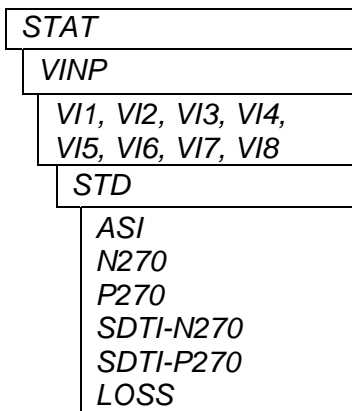 STAT
VINP
VI1, VI2, VI3, VI4,
VI5, VI6, VI7, VI8
STD
ASI
N270
P270
SDTI-N270
SDTI-P270
LOSS